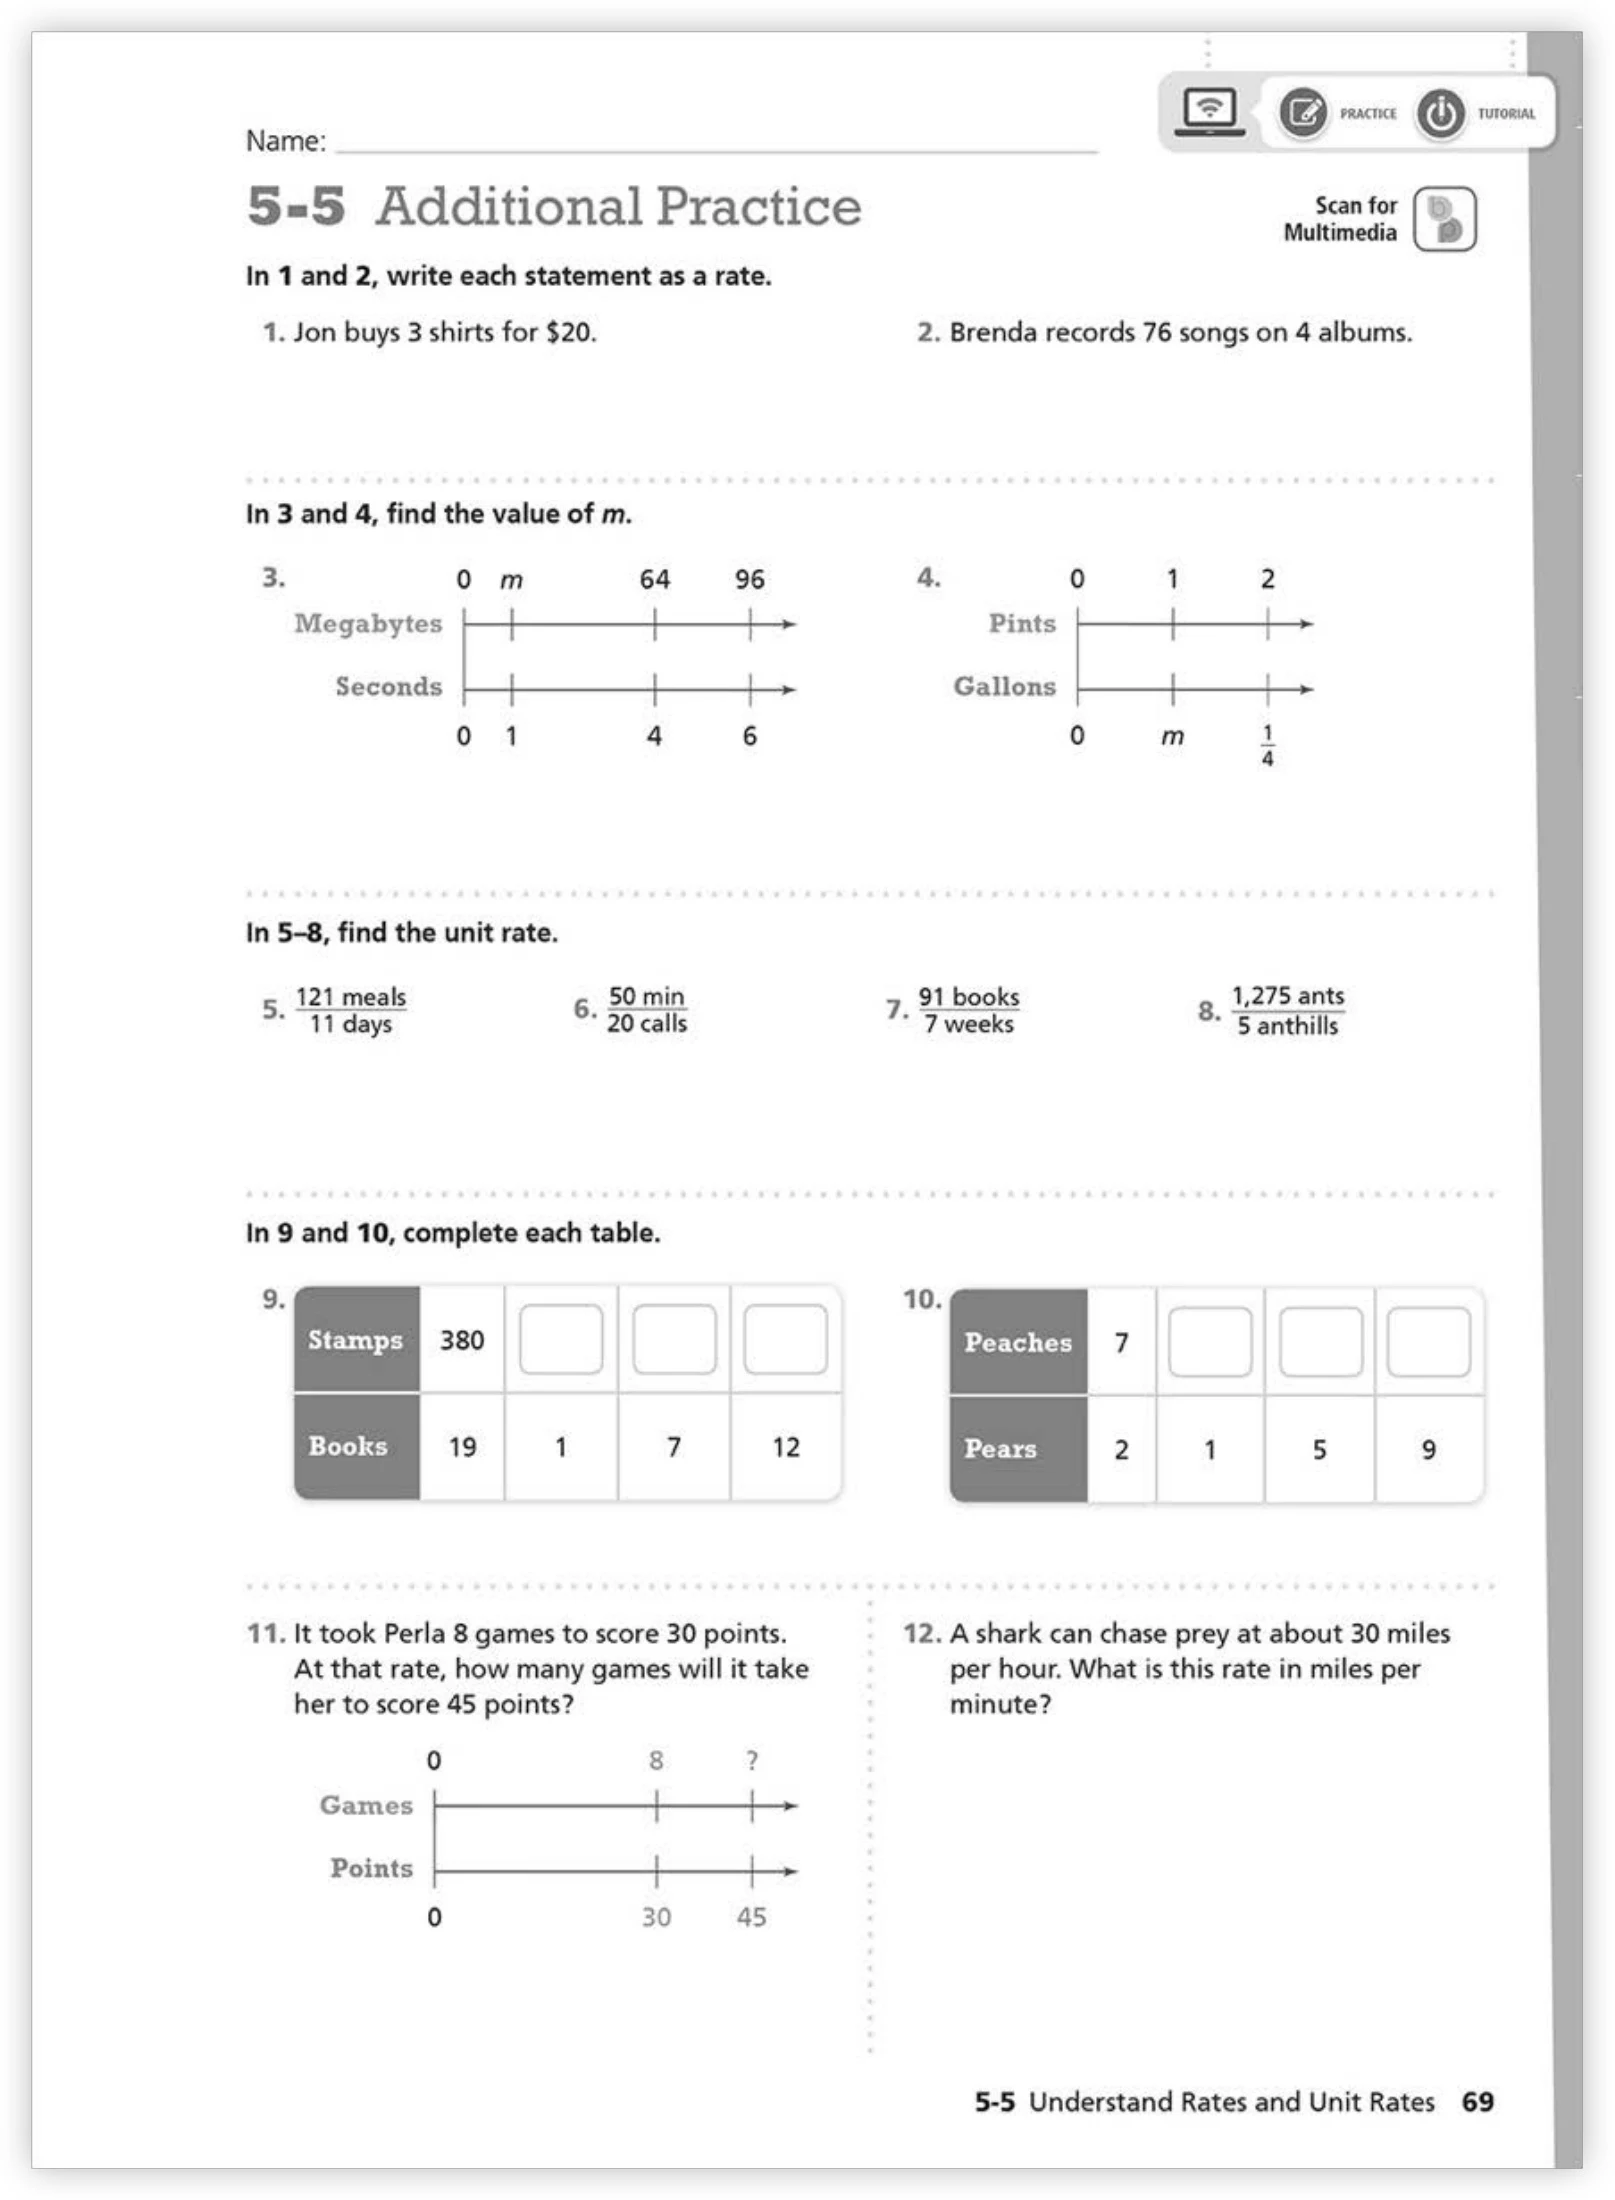 PRACTICE
TUTORIAL
Name:
5-5 Additional Practice
Scan for
Multimedia
In 1 and 2, write each statement as a rate.
1. Jon buys 3 shirts for $20.
2. Brenda records 76 songs on 4 albums.
In 3 and 4, find the value of m.
3.
0 m 64 96
Megabytes
Seconds
0 1 4 6
4.
0 1 2
Pints
Gallons
0 m 1/4
In 5–8, find the unit rate.
5. 121 meals
11 days
6. 50 min
20 calls
7. 91 books
7 weeks
8. 1,275 ants
5 anthills
In 9 and 10, complete each table.
9.
Stamps 380
Books 19 1 7 12
10.
Peaches 7
Pears 2 1 5 9
11. It took Perla 8 games to score 30 points.
At that rate, how many games will it take
her to score 45 points?
0 8 ?
Games
Points
0 30 45
12. A shark can chase prey at about 30 miles
per hour. What is this rate in miles per
minute?
5-5 Understand Rates and Unit Rates 69